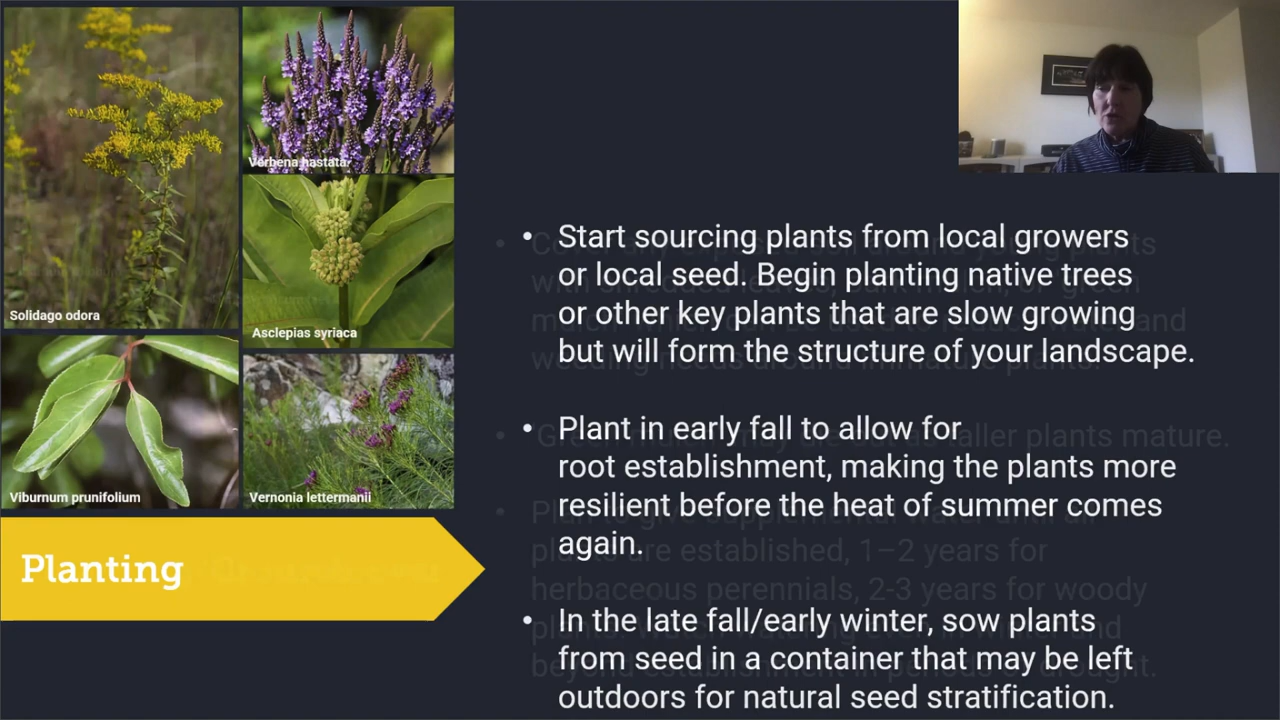 Verbena hastata
Solidago odora
Asclepias syriaca
Viburnum prunifolium
Vernonia lettermanii
Planting
• Start sourcing plants from local growers
or local seed. Begin planting native trees
or other key plants that are slow growing
but will form the structure of your landscape.
• Plant in early fall to allow for
root establishment, making the plants more
resilient before the heat of summer comes
again.
• In the late fall/early winter, sow plants
from seed in a container that may be left
outdoors for natural seed stratification.